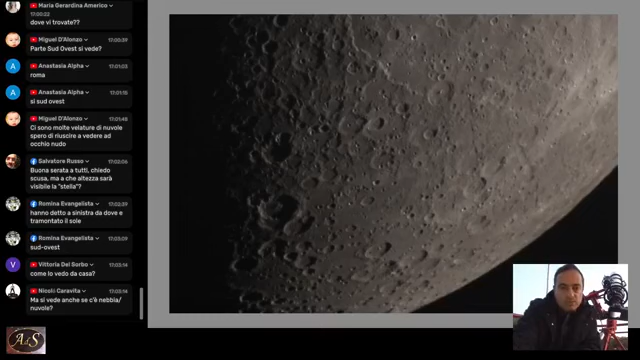 Maria Gerardina Americo
17:00:22
dove vi trovate??
Miguel D'Alonzo
17:00:39
Parte Sud Ovest si vede?
Anastasia Alpha
17:01:03
roma
Anastasia Alpha
17:01:15
si sud ovest
Miguel D'Alonzo
17:01:48
Ci sono molte velature di nuvole
spero di riuscire a vedere ad
occhio nudo
Salvatore Russo
17:02:06
Buona serata a tutti, chiedo
scusa, ma a che altezza sarà
visibile la "stella"?
Romina Evangelista
17:02:59
hanno detto a sinistra da dove e
tramontato il sole
Romina Evangelista
17:03:09
sud-ovest
V
Vittoria Del Sorbo
17:03:14
come lo vedo da casa?
Nicolò Caravita
17:03:14
Ma si vede anche se c'è nebbia/
nuvole?